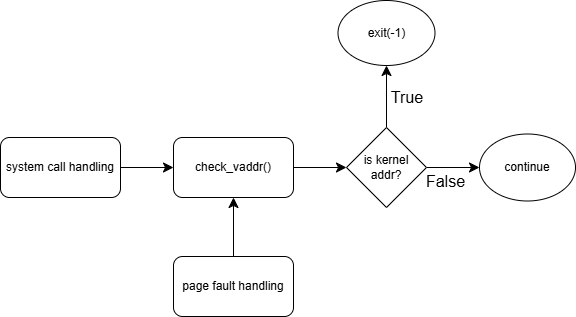 exit(-1)
True
system call handling
check_vaddr()
is kernel
addr?
False
continue
page fault handling